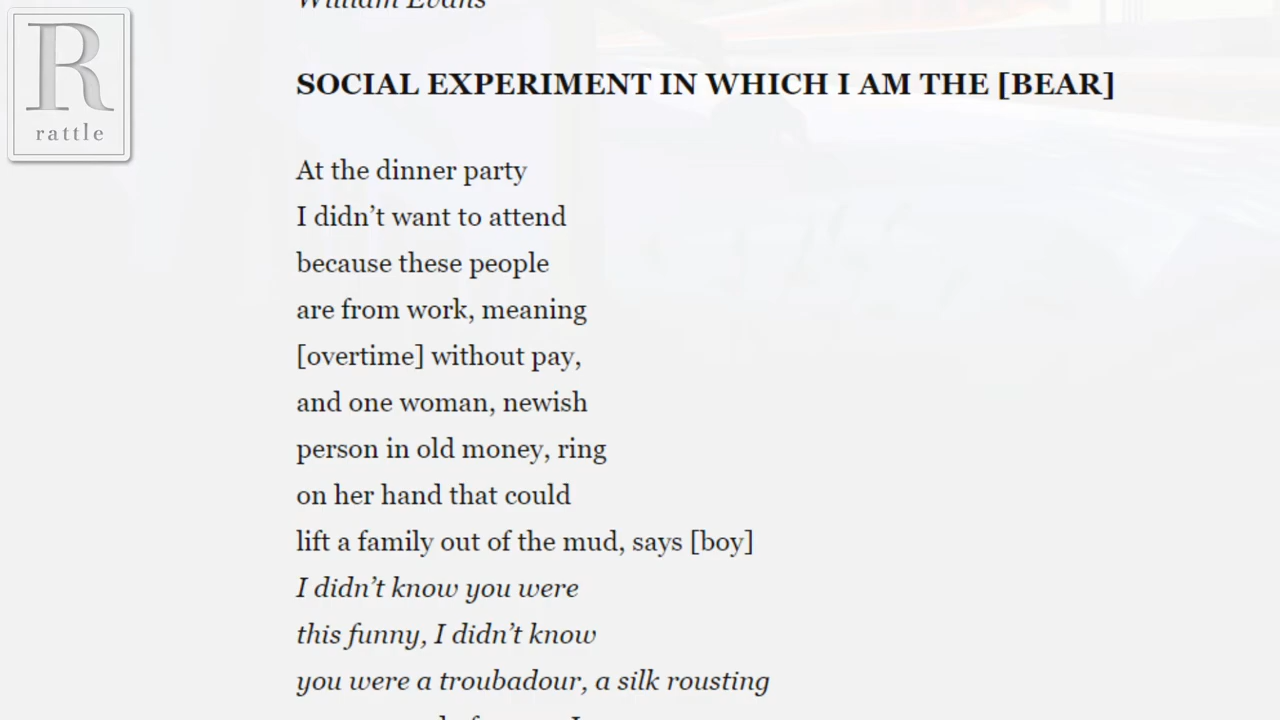 William Evans
R
rattle
SOCIAL EXPERIMENT IN WHICH I AM THE [BEAR]
At the dinner party
I didn’t want to attend
because these people
are from work, meaning
[overtime] without pay,
and one woman, newish
person in old money, ring
on her hand that could
lift a family out of the mud, says [boy]
I didn’t know you were
this funny, I didn’t know
you were a troubadour, a silk rousting